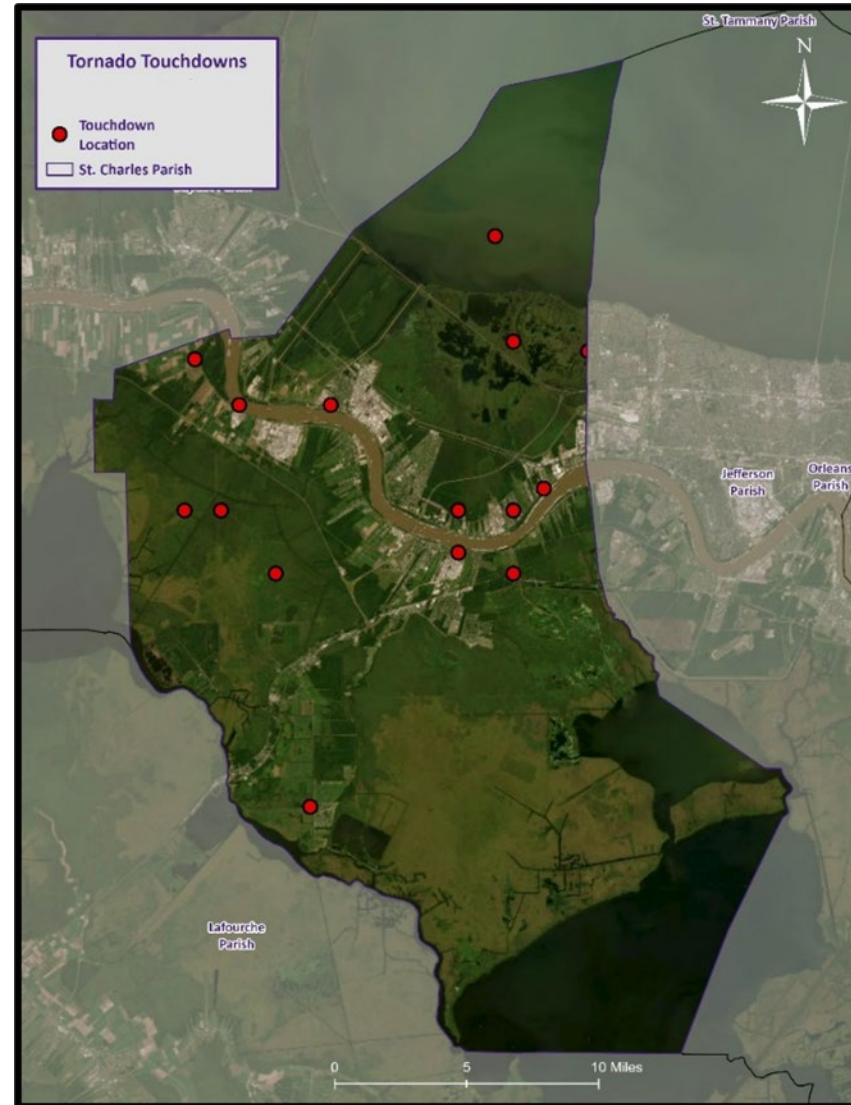 St. Tammany Parish
Tornado Touchdowns
N
Touchdown
Location
St. Charles Parish
Jefferson
Parish
Orleans
Parish
Lafourche
Parish
0
5
10 Miles